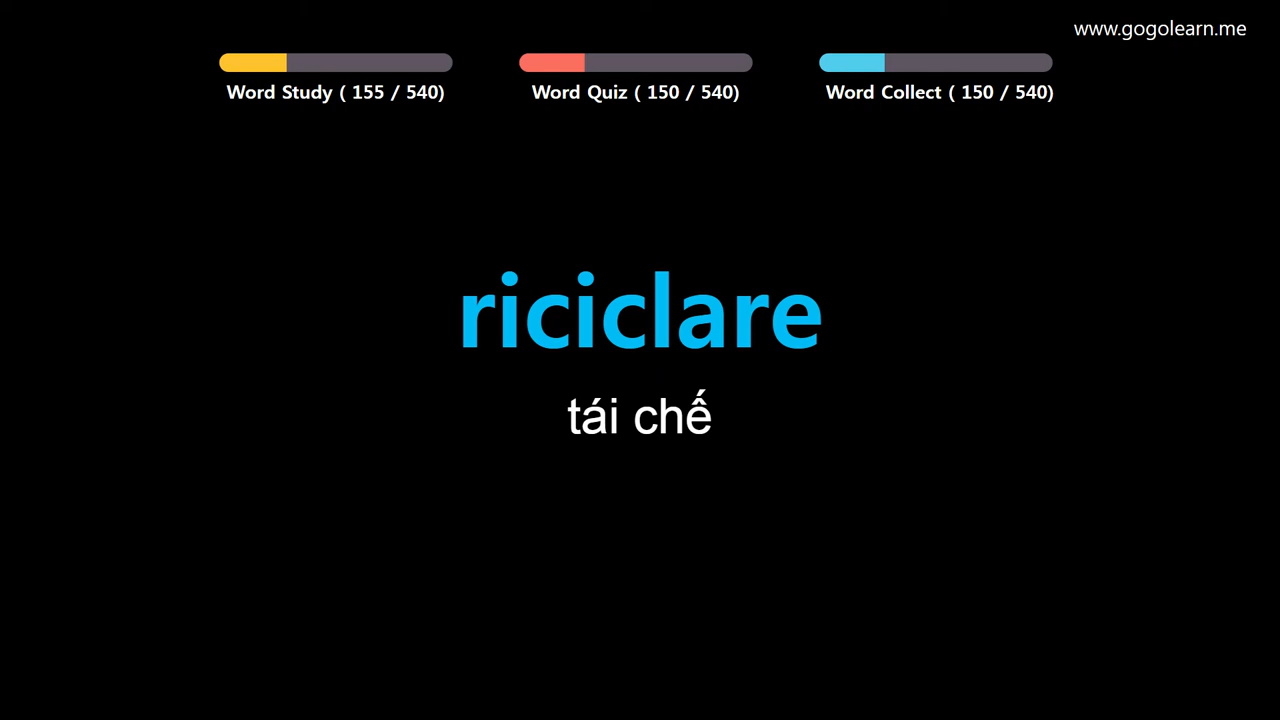 www.gogolearn.me
Word Study ( 155 / 540)
Word Quiz ( 150 / 540)
Word Collect ( 150 / 540)
riciclare
tái chế